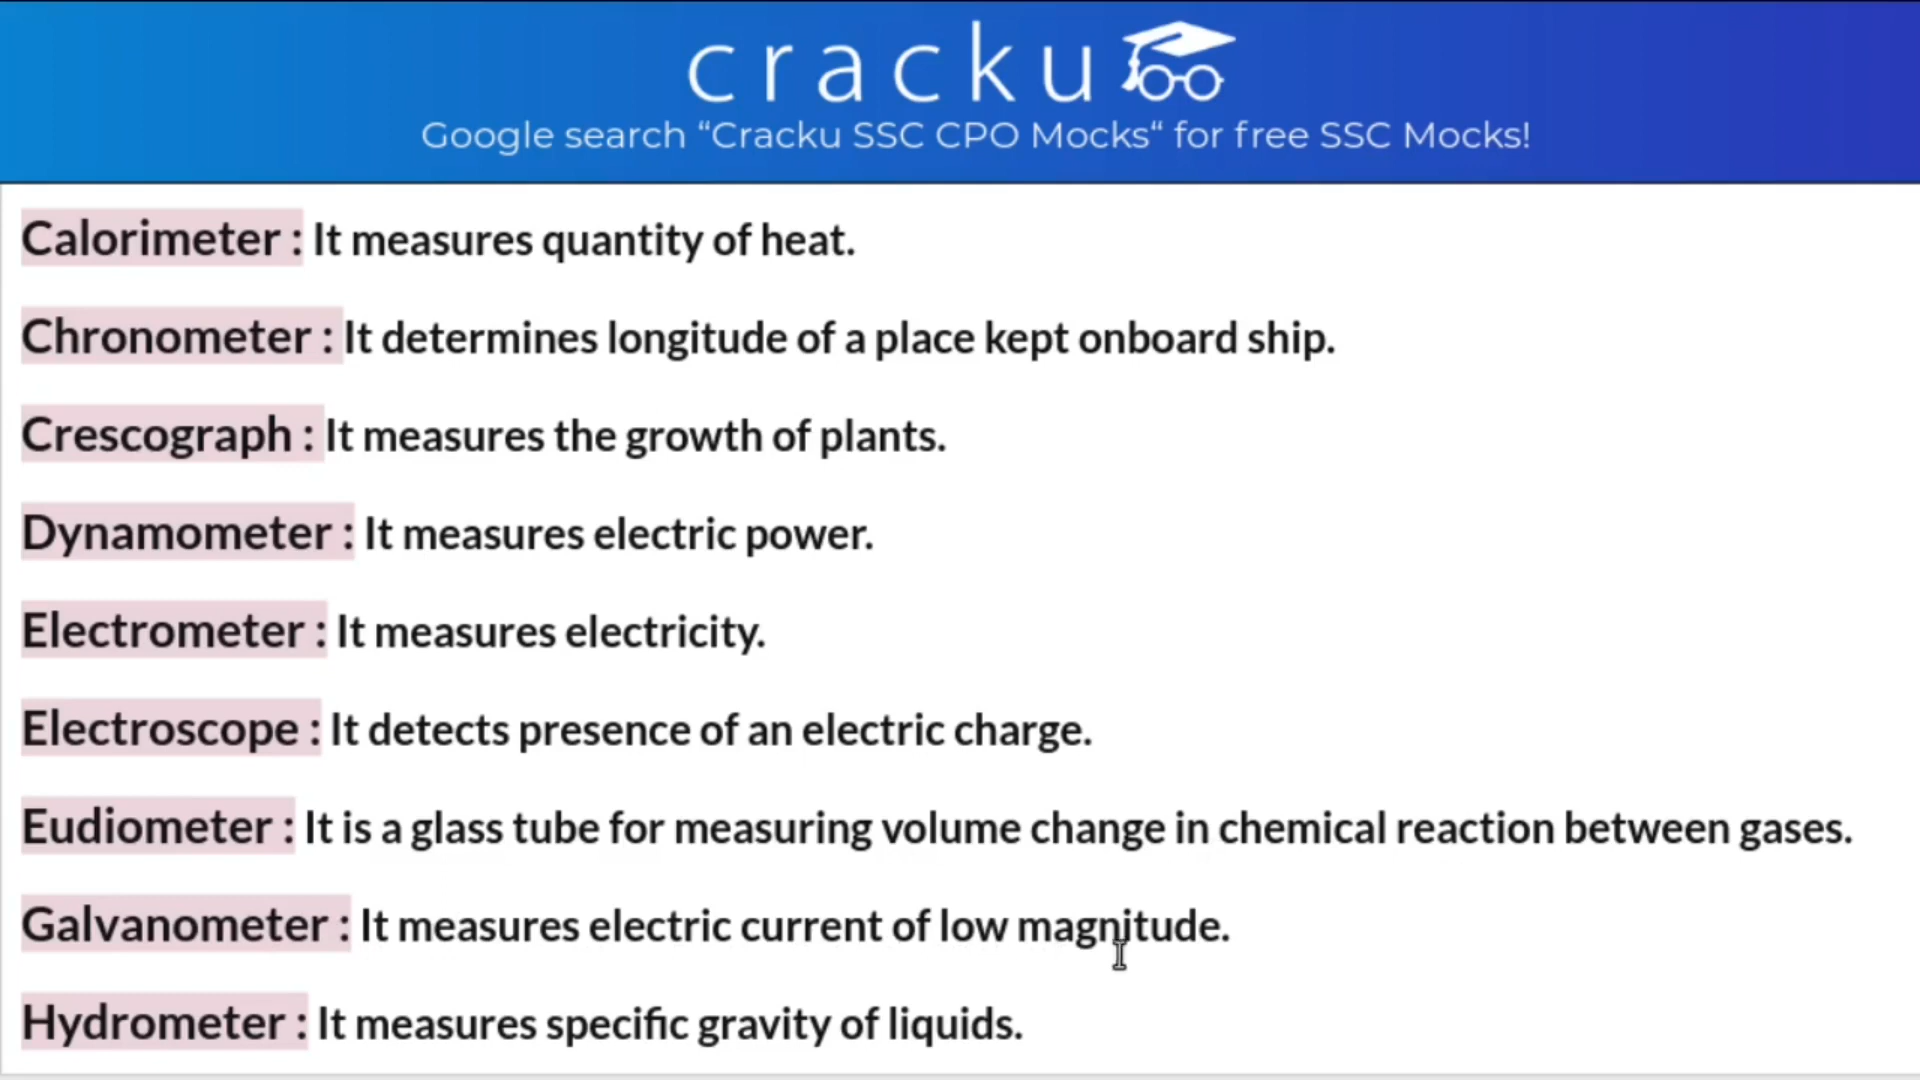 cracku
Google search “Cracku SSC CPO Mocks“ for free SSC Mocks!
Calorimeter : It measures quantity of heat.
Chronometer : It determines longitude of a place kept onboard ship.
Crescograph : It measures the growth of plants.
Dynamometer : It measures electric power.
Electrometer : It measures electricity.
Electroscope : It detects presence of an electric charge.
Eudiometer : It is a glass tube for measuring volume change in chemical reaction between gases.
Galvanometer : It measures electric current of low magnitude.
Hydrometer : It measures specific gravity of liquids.